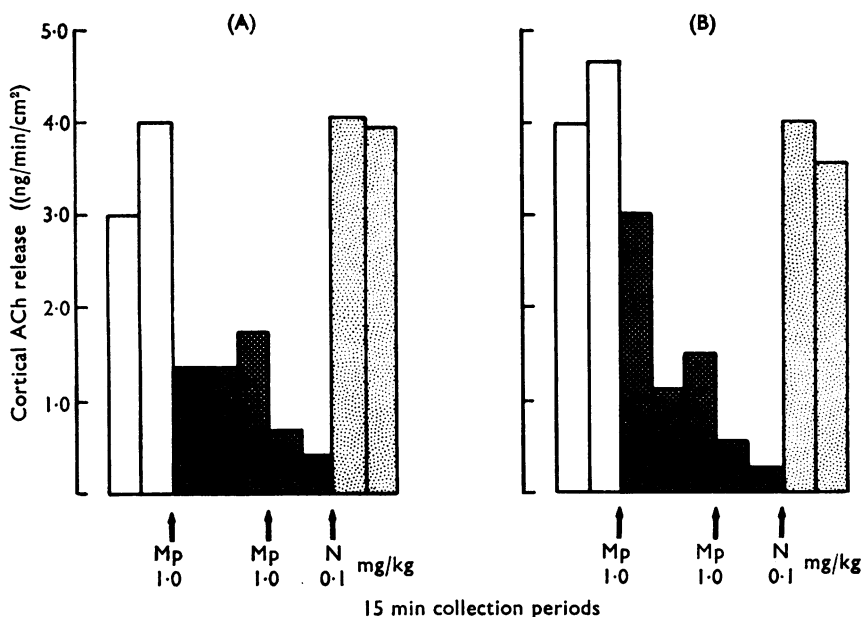 (A) (B)
Cortical ACh release ((ng/min/cm²)
5·0
4·0
3·0
2·0
1·0
Mp Mp N mg/kg
1·0 1·0 0·1
Mp Mp N mg/kg
1·0 1·0 0·1
15 min collection periods